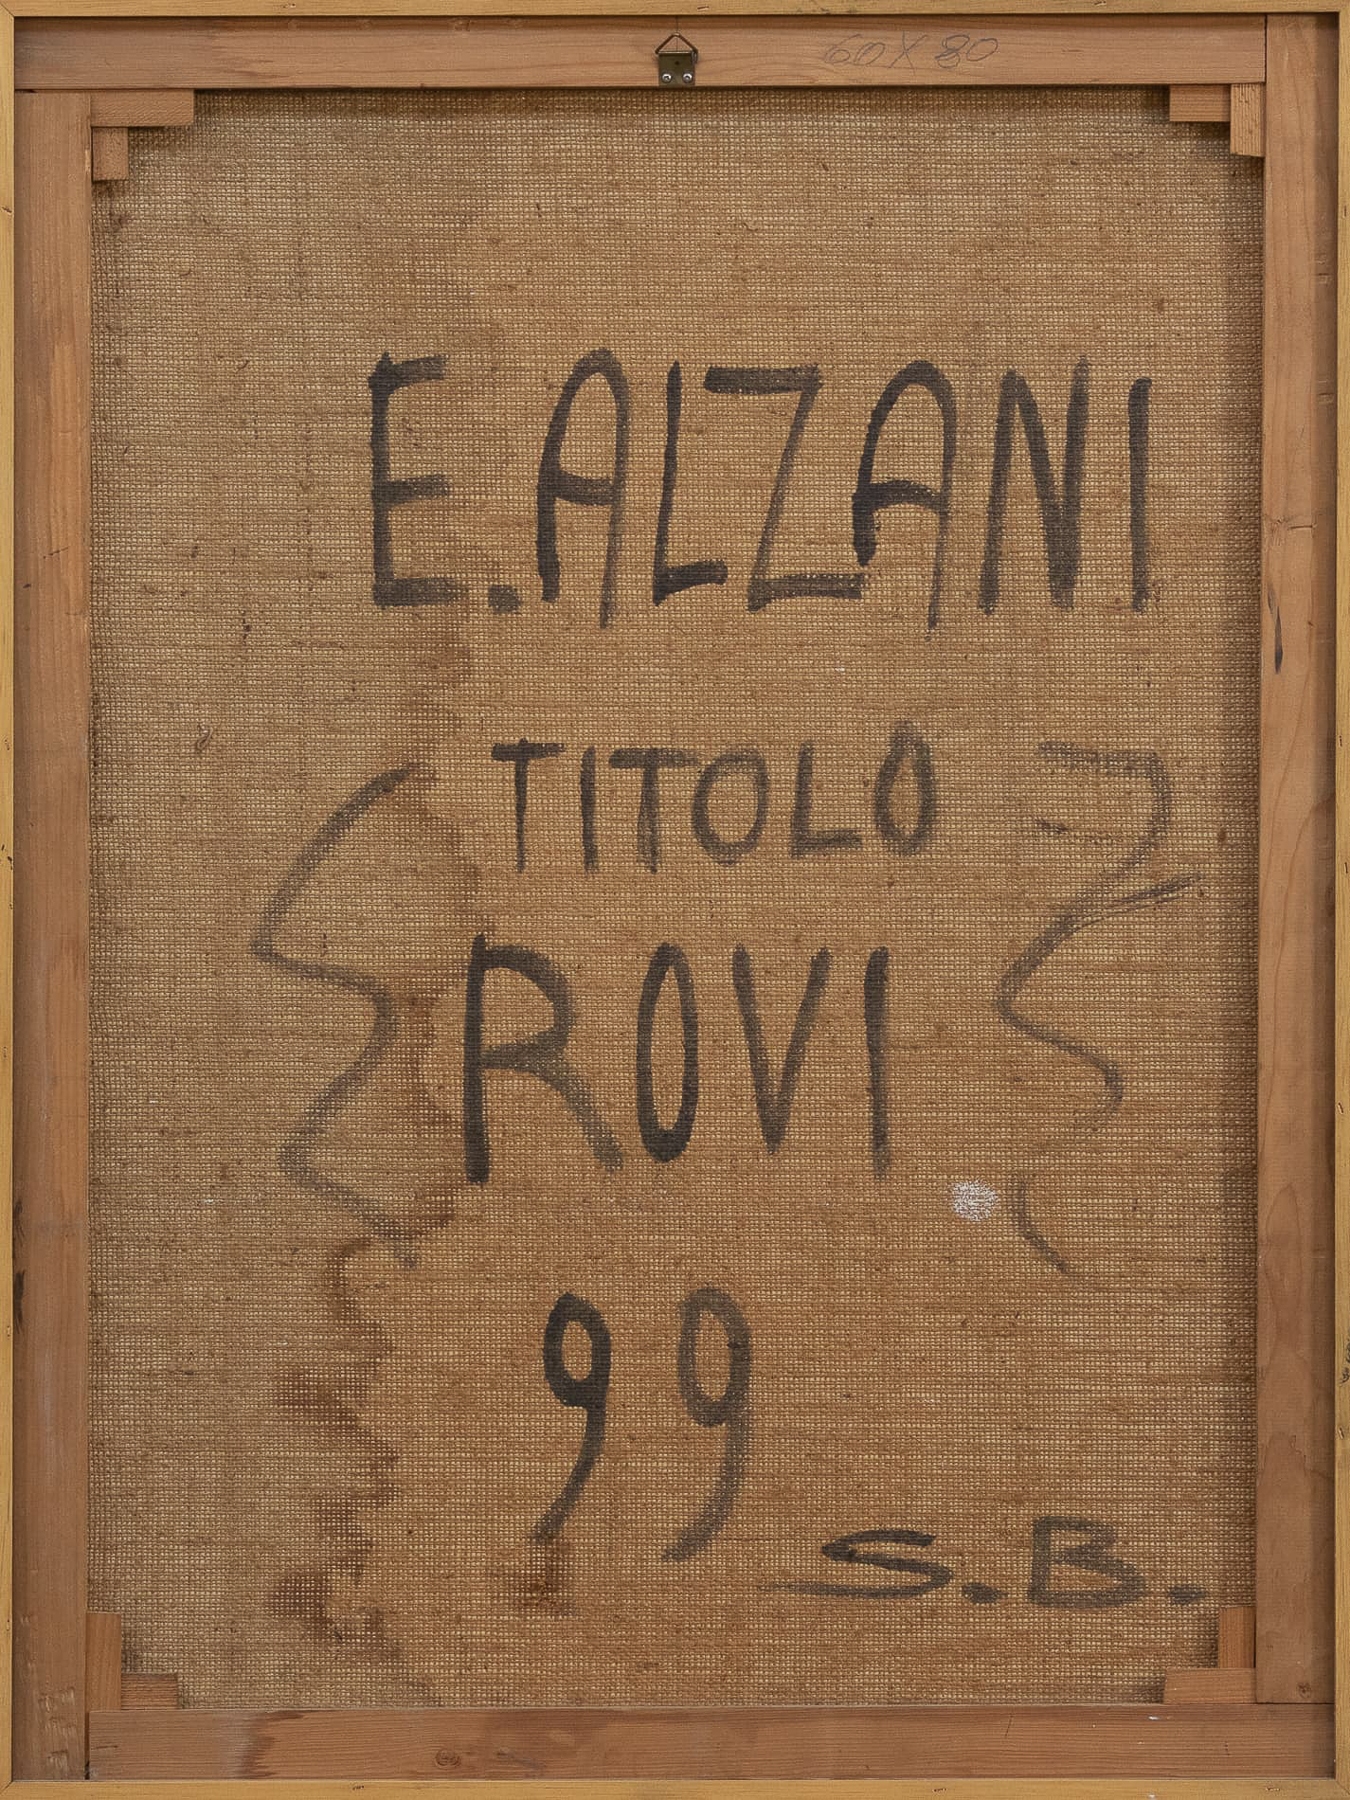 60X80
E. ALZANI
TITOLO
ROVI
99
S.B.